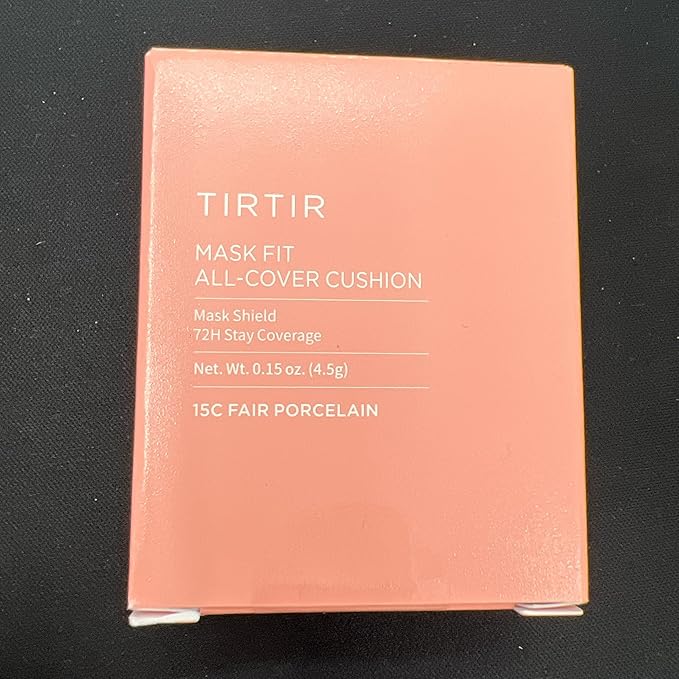 TIRTIR
MASK FIT
ALL-COVER CUSHION
Mask Shield
72H Stay Coverage
Net. Wt. 0.15 oz. (4.5g)
15C FAIR PORCELAIN